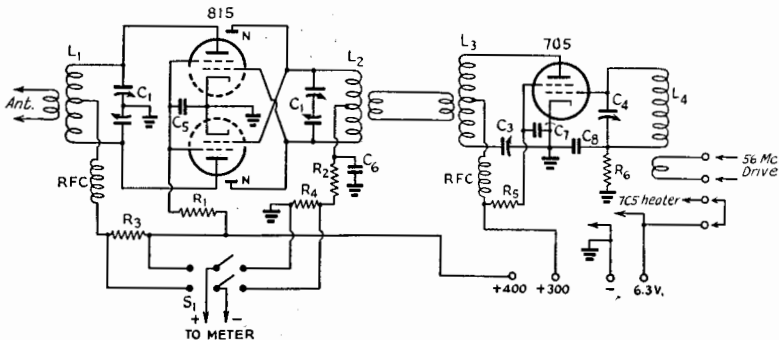 815
N
L1
C1
Ant.
C5
N
RFC
R1
R3
S1
+ −
TO METER
C1
L2
R2
C6
R4
L3
705
C4
L4
C3
C7
C8
RFC
R5
R6
56 Mc
Drive
7C5 heater
+400
+300
−
6.3V.